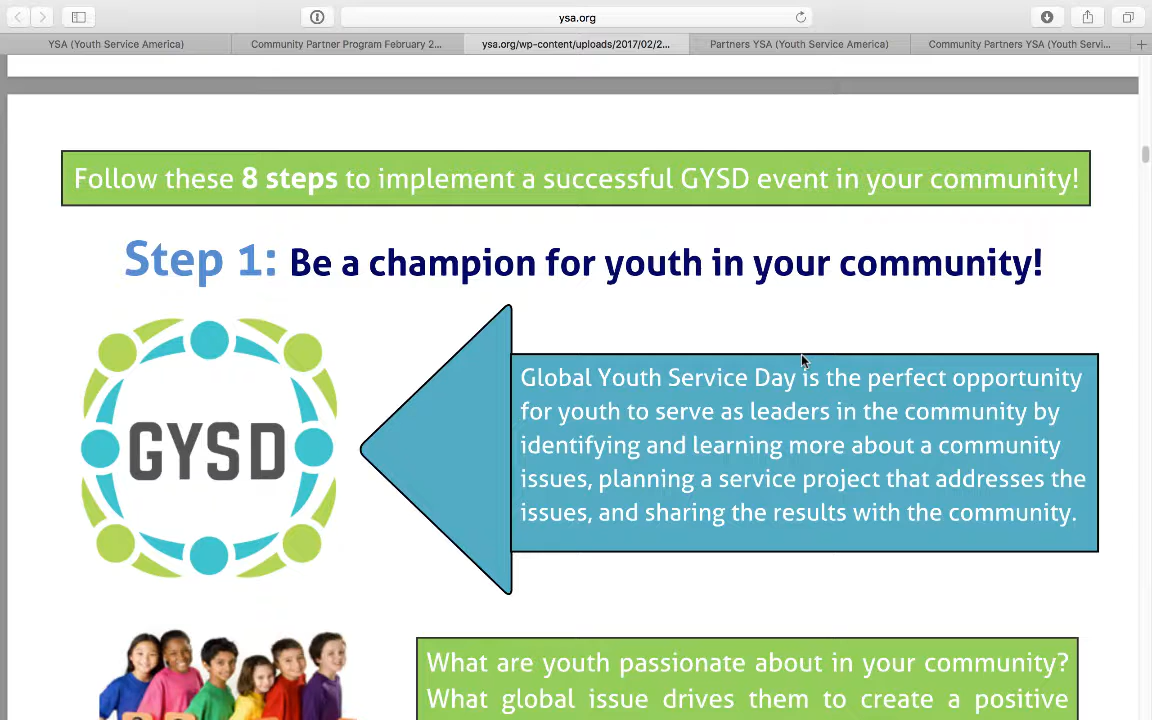 ysa.org
YSA (Youth Service America)
Community Partner Program February 2...
ysa.org/wp-content/uploads/2017/02/2...
Partners YSA (Youth Service America)
Community Partners YSA (Youth Servi...
Follow these 8 steps to implement a successful GYSD event in your community!
Step 1: Be a champion for youth in your community!
GYSD
Global Youth Service Day is the perfect opportunity
for youth to serve as leaders in the community by
identifying and learning more about a community
issues, planning a service project that addresses the
issues, and sharing the results with the community.
What are youth passionate about in your community?
What global issue drives them to create a positive